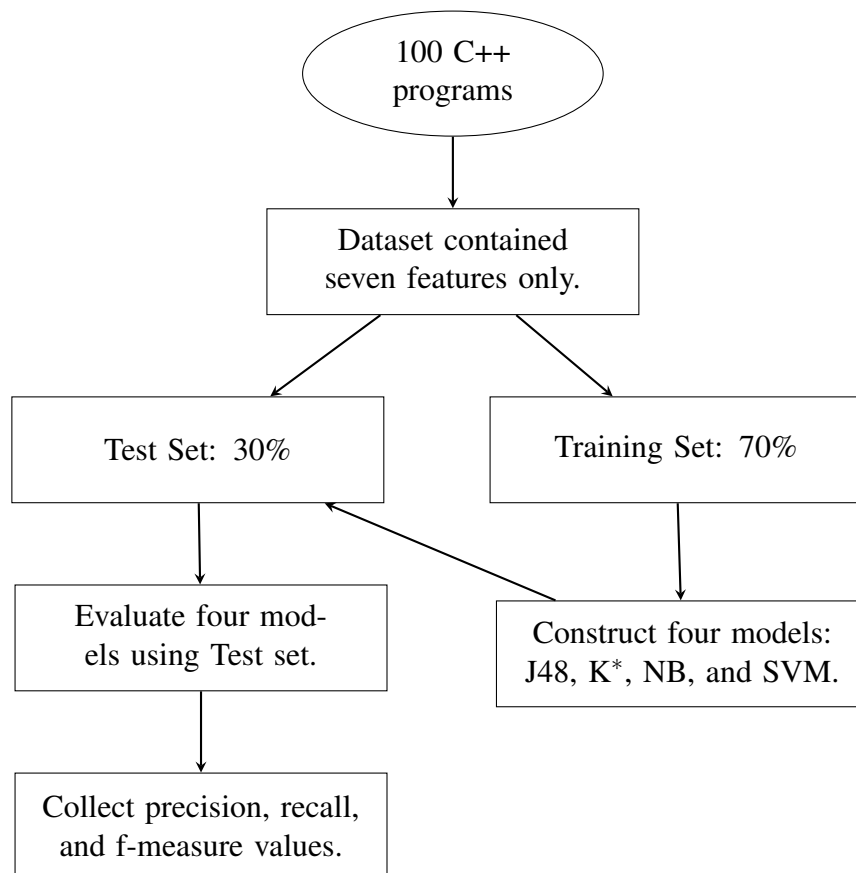 100 C++
programs
Dataset contained
seven features only.
Test Set: 30%
Training Set: 70%
Evaluate four mod-
els using Test set.
Construct four models:
J48, K*, NB, and SVM.
Collect precision, recall,
and f-measure values.